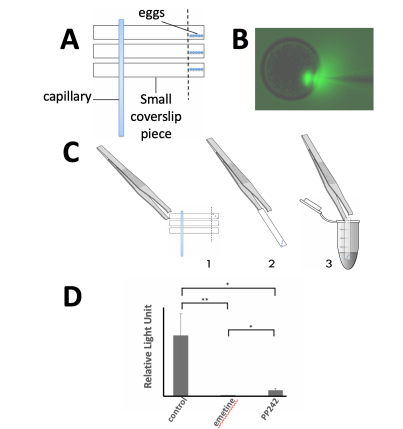 A
eggs
capillary
Small
coverslip
piece
B
C
1
2
3
D
Relative Light Unit
*
**
*
control
emetine
PP242